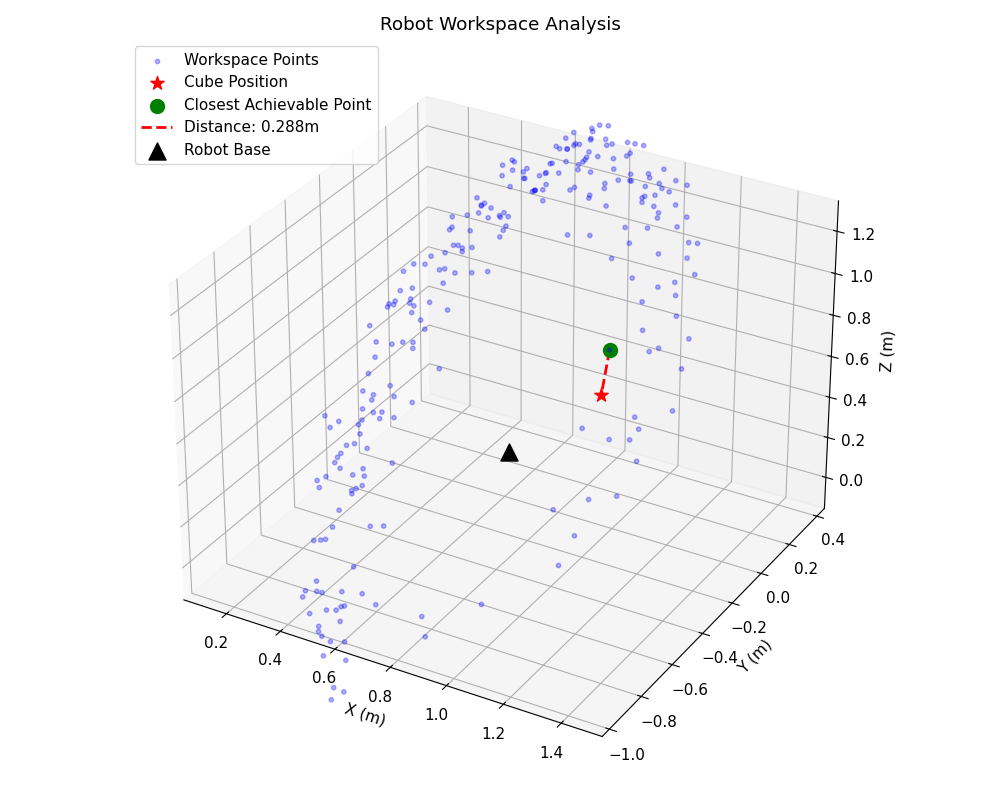 Robot Workspace Analysis
Workspace Points
Cube Position
Closest Achievable Point
Distance: 0.288m
Robot Base
1.2
1.0
0.8
0.6
0.4
0.2
0.0
Z (m)
0.4
0.2
0.0
−0.2
−0.4
−0.6
−0.8
−1.0
Y (m)
0.2
0.4
0.6
0.8
1.0
1.2
1.4
X (m)